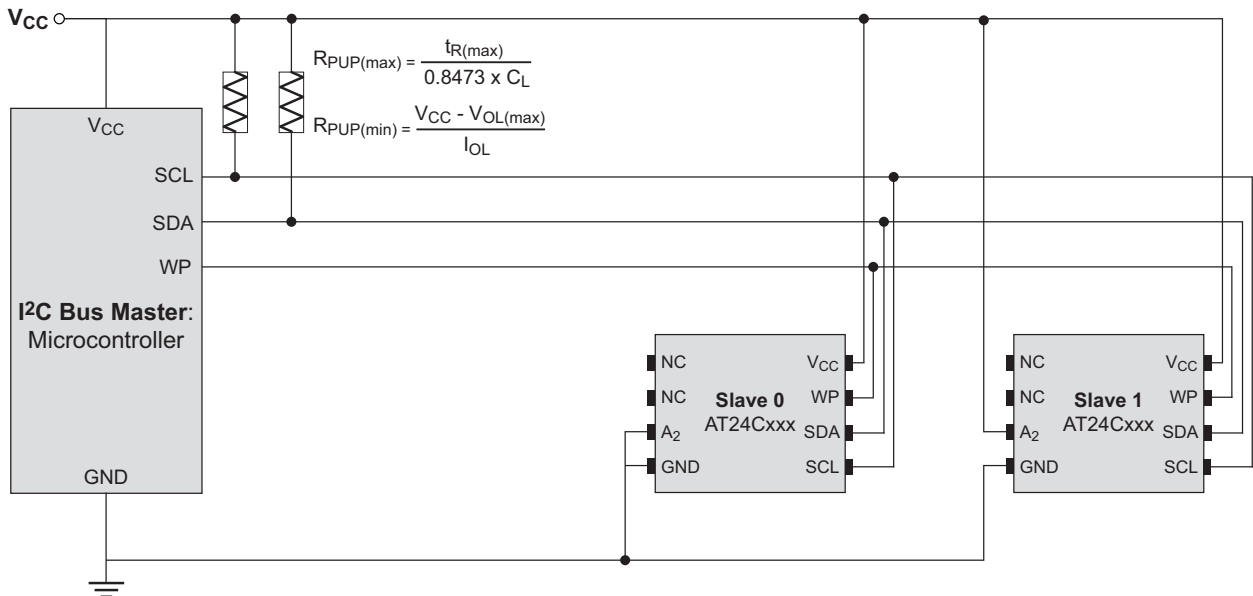 VCC
RPUP(max) = tR(max)
0.8473 x CL
RPUP(min) = VCC - VOL(max)
IOL
VCC
SCL
SDA
WP
I2C Bus Master:
Microcontroller
GND
NC
NC
A2
GND
Slave 0
AT24Cxxx
VCC
WP
SDA
SCL
NC
NC
A2
GND
Slave 1
AT24Cxxx
VCC
WP
SDA
SCL